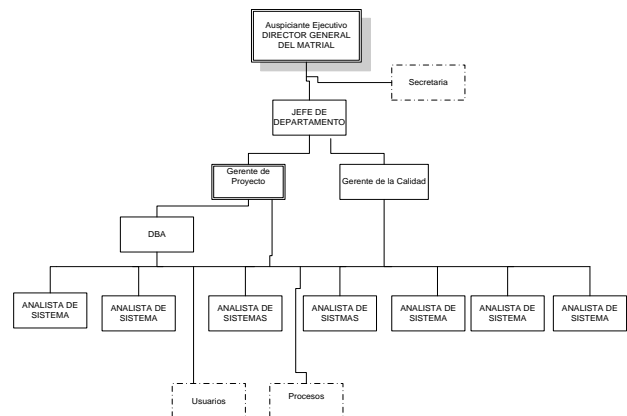 Auspiciante Ejecutivo
DIRECTOR GENERAL
DEL MATRIAL
Secretaria
JEFE DE
DEPARTAMENTO
Gerente de
Proyecto
Gerente de la Calidad
DBA
ANALISTA DE
SISTEMA
ANALISTA DE
SISTEMA
ANALISTA DE
SISTEMAS
ANALISTA DE
SISTMAS
ANALISTA DE
SISTEMA
ANALISTA DE
SISTEMA
ANALISTA DE
SISTEMA
Usuarios
Procesos